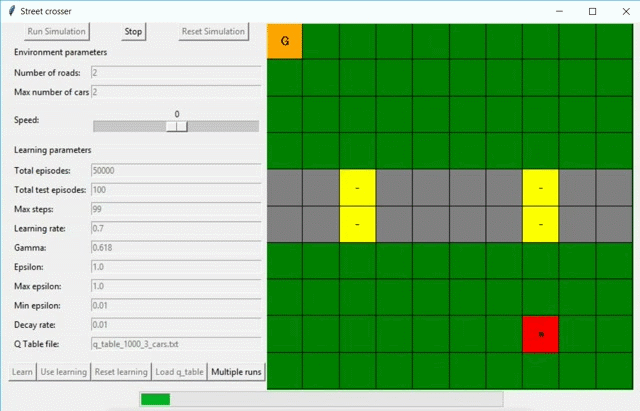 Street crosser
Run Simulation Stop Reset Simulation
Environment parameters
Number of roads: 2
Max number of cars 2
Speed: 0
Learning parameters
Total episodes: 50000
Total test episodes: 100
Max steps: 99
Learning rate: 0.7
Gamma: 0.618
Epsilon: 1.0
Max epsilon: 1.0
Min epsilon: 0.01
Decay rate: 0.01
Q Table file: q_table_1000_3_cars.txt
Learn Use learning Reset learning Load q_table Multiple runs
G
- -
- -